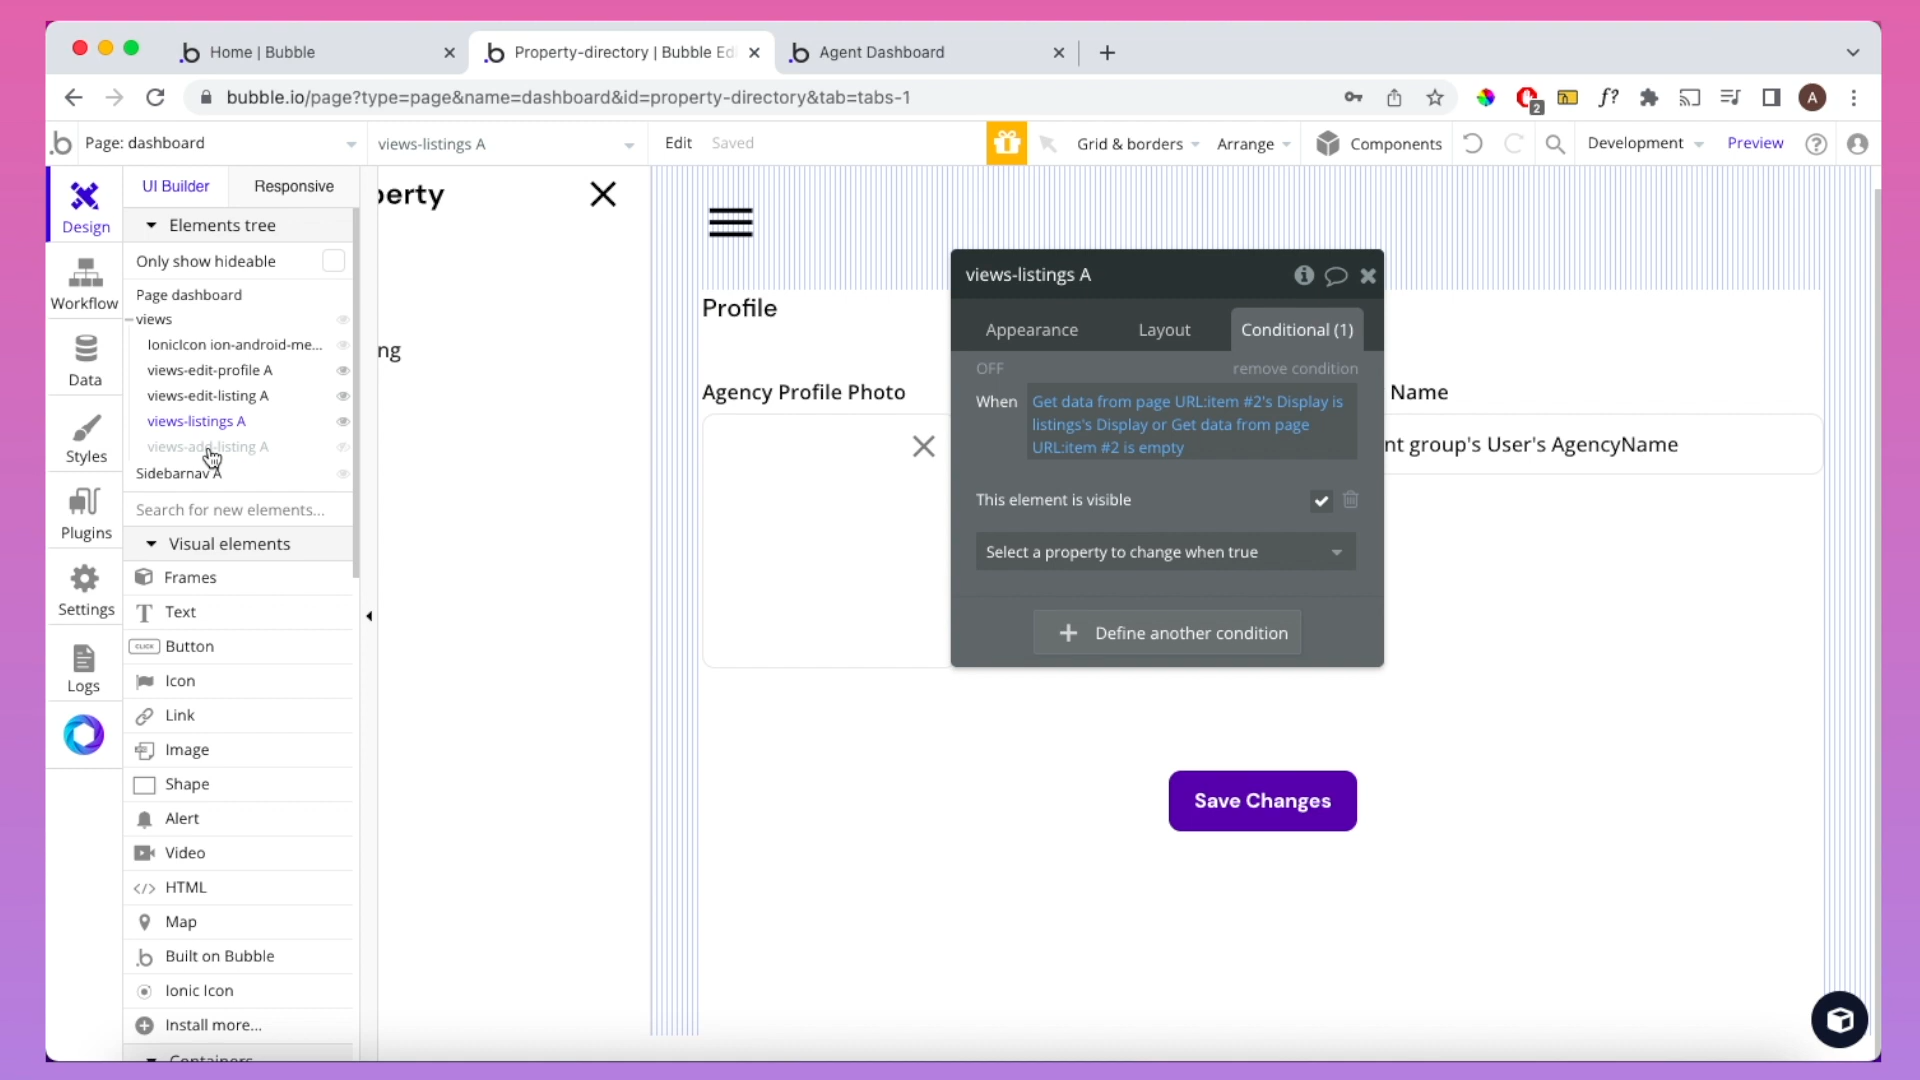 Home | Bubble
Property-directory | Bubble Ed
Agent Dashboard
bubble.io/page?type=page&name=dashboard&id=property-directory&tab=tabs-1
2
f?
A
b
Page: dashboard
views-listings A
Edit
Saved
Grid & borders
Arrange
Components
Development
Preview
Design
Workflow
Data
Styles
Plugins
Settings
Logs
UI Builder
Responsive
Elements tree
Only show hideable
Page dashboard
views
IonicIcon ion-android-me...
views-edit-profile A
views-edit-listing A
views-listings A
views-add-listing A
Sidebarnav A
Search for new elements...
Visual elements
Frames
Text
CLICK Button
Icon
Link
Image
Shape
Alert
Video
HTML
Map
Built on Bubble
Ionic Icon
Install more...
Containers
perty
ng
Profile
Agency Profile Photo
Name
nt group's User's AgencyName
views-listings A
Appearance
Layout
Conditional (1)
OFF
remove condition
When
Get data from page URL:item #2's Display is
listings's Display or Get data from page
URL:item #2 is empty
This element is visible
Select a property to change when true
Define another condition
Save Changes